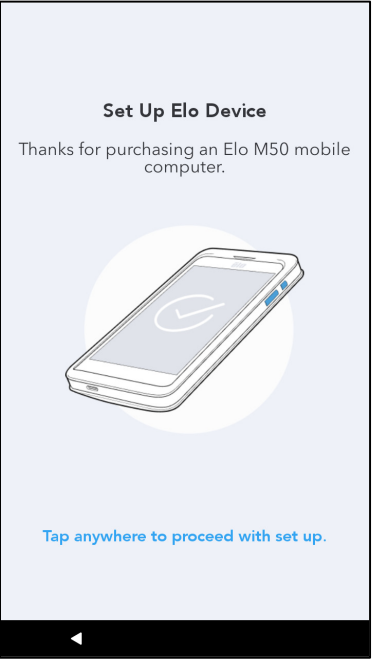 Set Up Elo Device
Thanks for purchasing an Elo M50 mobile
computer.
Tap anywhere to proceed with set up.